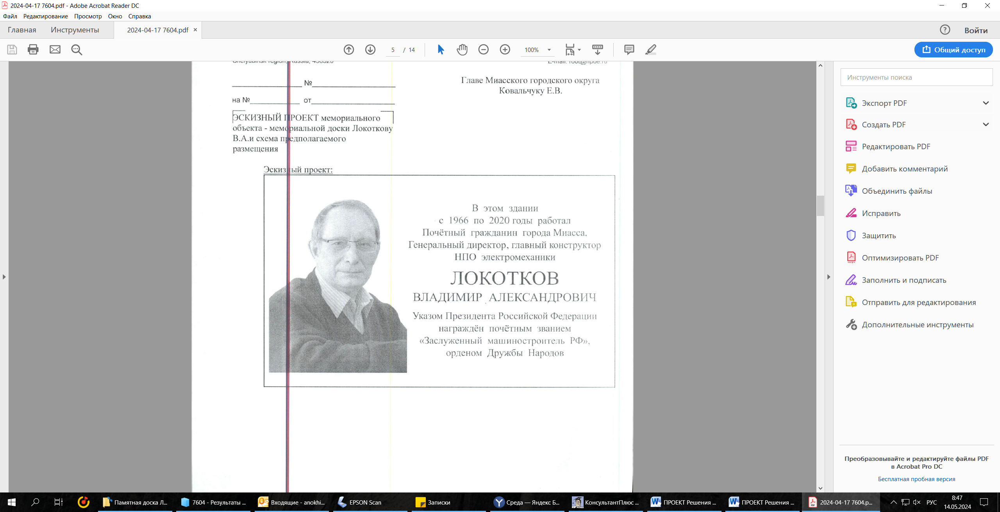 2024-04-17 7604.pdf - Adobe Acrobat Reader DC
Файл Редактирование Просмотр Окно Справка
Главная Инструменты 2024-04-17 7604.pdf × Войти
5 / 14 100% Общий доступ
Chelyabinsk region, Russia, 456320 E-mail: root@npoe.ru
№
Главе Миасского городского округа
Ковальчуку Е.В.
на № от
ЭСКИЗНЫЙ ПРОЕКТ мемориального
объекта - мемориальной доски Локоткову
В.А.и схема предполагаемого
размещения
Эскизный проект:
В этом здании
с 1966 по 2020 годы работал
Почётный гражданин города Миасса,
Генеральный директор, главный конструктор
НПО электромеханики
ЛОКОТКОВ
ВЛАДИМИР АЛЕКСАНДРОВИЧ
Указом Президента Российской Федерации
награждён почётным званием
«Заслуженный машиностроитель РФ»,
орденом Дружбы Народов
Инструменты поиска
Экспорт PDF
Создать PDF
Редактировать PDF
Добавить комментарий
Объединить файлы
Исправить
Защитить
Оптимизировать PDF
Заполнить и подписать
Отправить для редактирования
Дополнительные инструменты
Преобразовывайте и редактируйте файлы PDF
в Acrobat Pro DC
Бесплатная пробная версия
Памятная доска Л... 7604 - Результаты ... Входящие - anokhi... EPSON Scan Записки Среда — Яндекс Б... КонсультантПлюс ... ПРОЕКТ Решения ... ПРОЕКТ Решения ... 2024-04-17 7604.p... РУС 8:47
14.05.2024